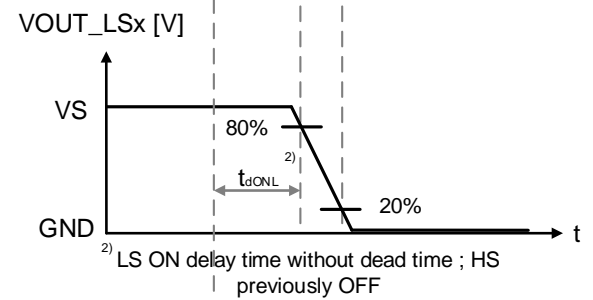 VOUT_LSx [V]
VS
80%
2)
tdONL
20%
GND
t
2) LS ON delay time without dead time ; HS
previously OFF